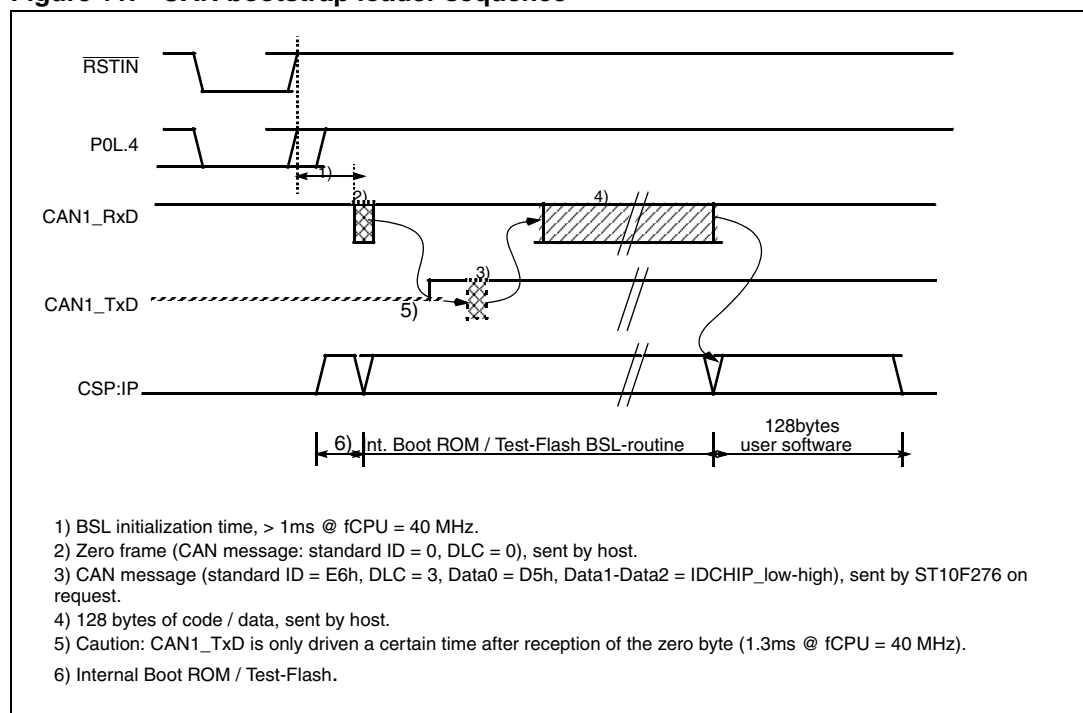 RSTIN
P0L.4
1)
2)
4)
CAN1_RxD
3)
CAN1_TxD
5)
CSP:IP
128bytes
6) nt. Boot ROM / Test-Flash BSL-routine
user software
1) BSL initialization time, > 1ms @ fCPU = 40 MHz.
2) Zero frame (CAN message: standard ID = 0, DLC = 0), sent by host.
3) CAN message (standard ID = E6h, DLC = 3, Data0 = D5h, Data1-Data2 = IDCHIP_low-high), sent by ST10F276 on
request.
4) 128 bytes of code / data, sent by host.
5) Caution: CAN1_TxD is only driven a certain time after reception of the zero byte (1.3ms @ fCPU = 40 MHz).
6) Internal Boot ROM / Test-Flash.